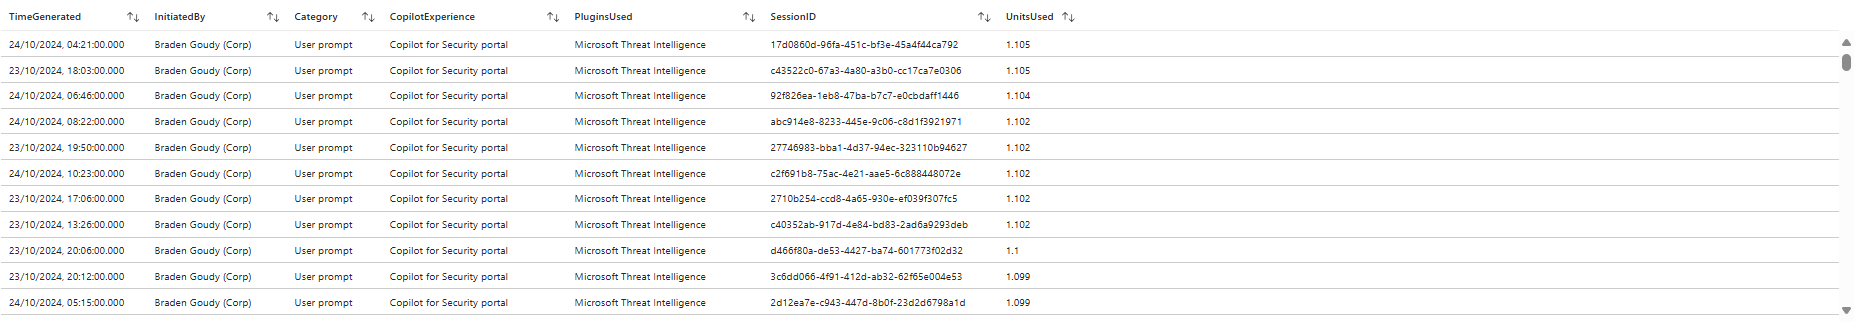 TimeGenerated InitiatedBy Category CopilotExperience PluginsUsed SessionID UnitsUsed
24/10/2024, 04:21:00.000 Braden Goudy (Corp) User prompt Copilot for Security portal Microsoft Threat Intelligence 17d0860d-96fa-451c-bf3e-45a4f44ca792 1.105
23/10/2024, 18:03:00.000 Braden Goudy (Corp) User prompt Copilot for Security portal Microsoft Threat Intelligence c43522c0-67a3-4a80-a3b0-cc17ca7e0306 1.105
24/10/2024, 06:46:00.000 Braden Goudy (Corp) User prompt Copilot for Security portal Microsoft Threat Intelligence 92f826ea-1eb8-47ba-b7c7-e0cbdaff1446 1.104
24/10/2024, 08:22:00.000 Braden Goudy (Corp) User prompt Copilot for Security portal Microsoft Threat Intelligence abc914e8-8233-445e-9c06-c8d1f3921971 1.102
23/10/2024, 19:50:00.000 Braden Goudy (Corp) User prompt Copilot for Security portal Microsoft Threat Intelligence 27746983-bba1-4d37-94ec-323110b94627 1.102
24/10/2024, 10:23:00.000 Braden Goudy (Corp) User prompt Copilot for Security portal Microsoft Threat Intelligence c2f691b8-75ac-4e21-aae5-6c888448072e 1.102
23/10/2024, 17:06:00.000 Braden Goudy (Corp) User prompt Copilot for Security portal Microsoft Threat Intelligence 2710b254-ccd8-4a65-930e-ef039f307fc5 1.102
23/10/2024, 13:26:00.000 Braden Goudy (Corp) User prompt Copilot for Security portal Microsoft Threat Intelligence c40352ab-917d-4e84-bd83-2ad6a9293deb 1.102
23/10/2024, 20:06:00.000 Braden Goudy (Corp) User prompt Copilot for Security portal Microsoft Threat Intelligence d466f80a-de53-4427-ba74-601773f02d32 1.1
23/10/2024, 20:12:00.000 Braden Goudy (Corp) User prompt Copilot for Security portal Microsoft Threat Intelligence 3c6dd066-4f91-412d-ab32-62f65e004e53 1.099
24/10/2024, 05:15:00.000 Braden Goudy (Corp) User prompt Copilot for Security portal Microsoft Threat Intelligence 2d12ea7e-c943-447d-8b0f-23d2d6798a1d 1.099